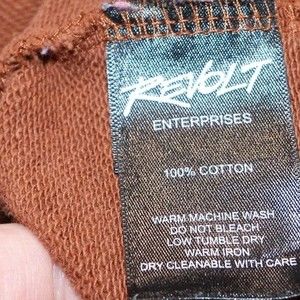 REVOLT
ENTERPRISES
100% COTTON
WARM MACHINE WASH
DO NOT BLEACH
LOW TUMBLE DRY
WARM IRON
DRY CLEANABLE WITH CARE